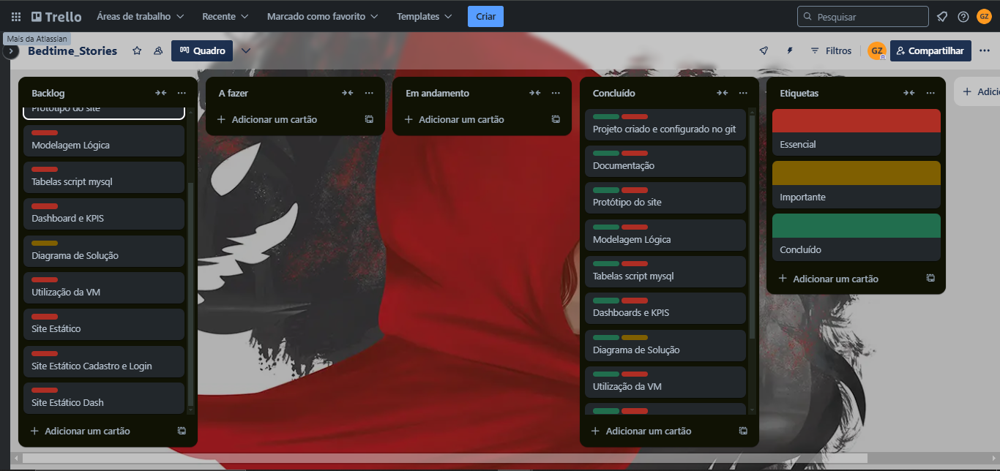 Trello
Áreas de trabalho
Recente
Marcado como favorito
Templates
Criar
Pesquisar
GZ
Mais da Atlassian
Bedtime_Stories
Quadro
Filtros
GZ
Compartilhar
Backlog
Protótipo do site
Modelagem Lógica
Tabelas script mysql
Dashboard e KPIS
Diagrama de Solução
Utilização da VM
Site Estático
Site Estático Cadastro e Login
Site Estático Dash
Adicionar um cartão
A fazer
Adicionar um cartão
Em andamento
Adicionar um cartão
Concluído
Projeto criado e configurado no git
Documentação
Protótipo do site
Modelagem Lógica
Tabelas script mysql
Dashboards e KPIS
Diagrama de Solução
Utilização da VM
Adicionar um cartão
Etiquetas
Essencial
Importante
Concluído
Adicionar um cartão
Adici